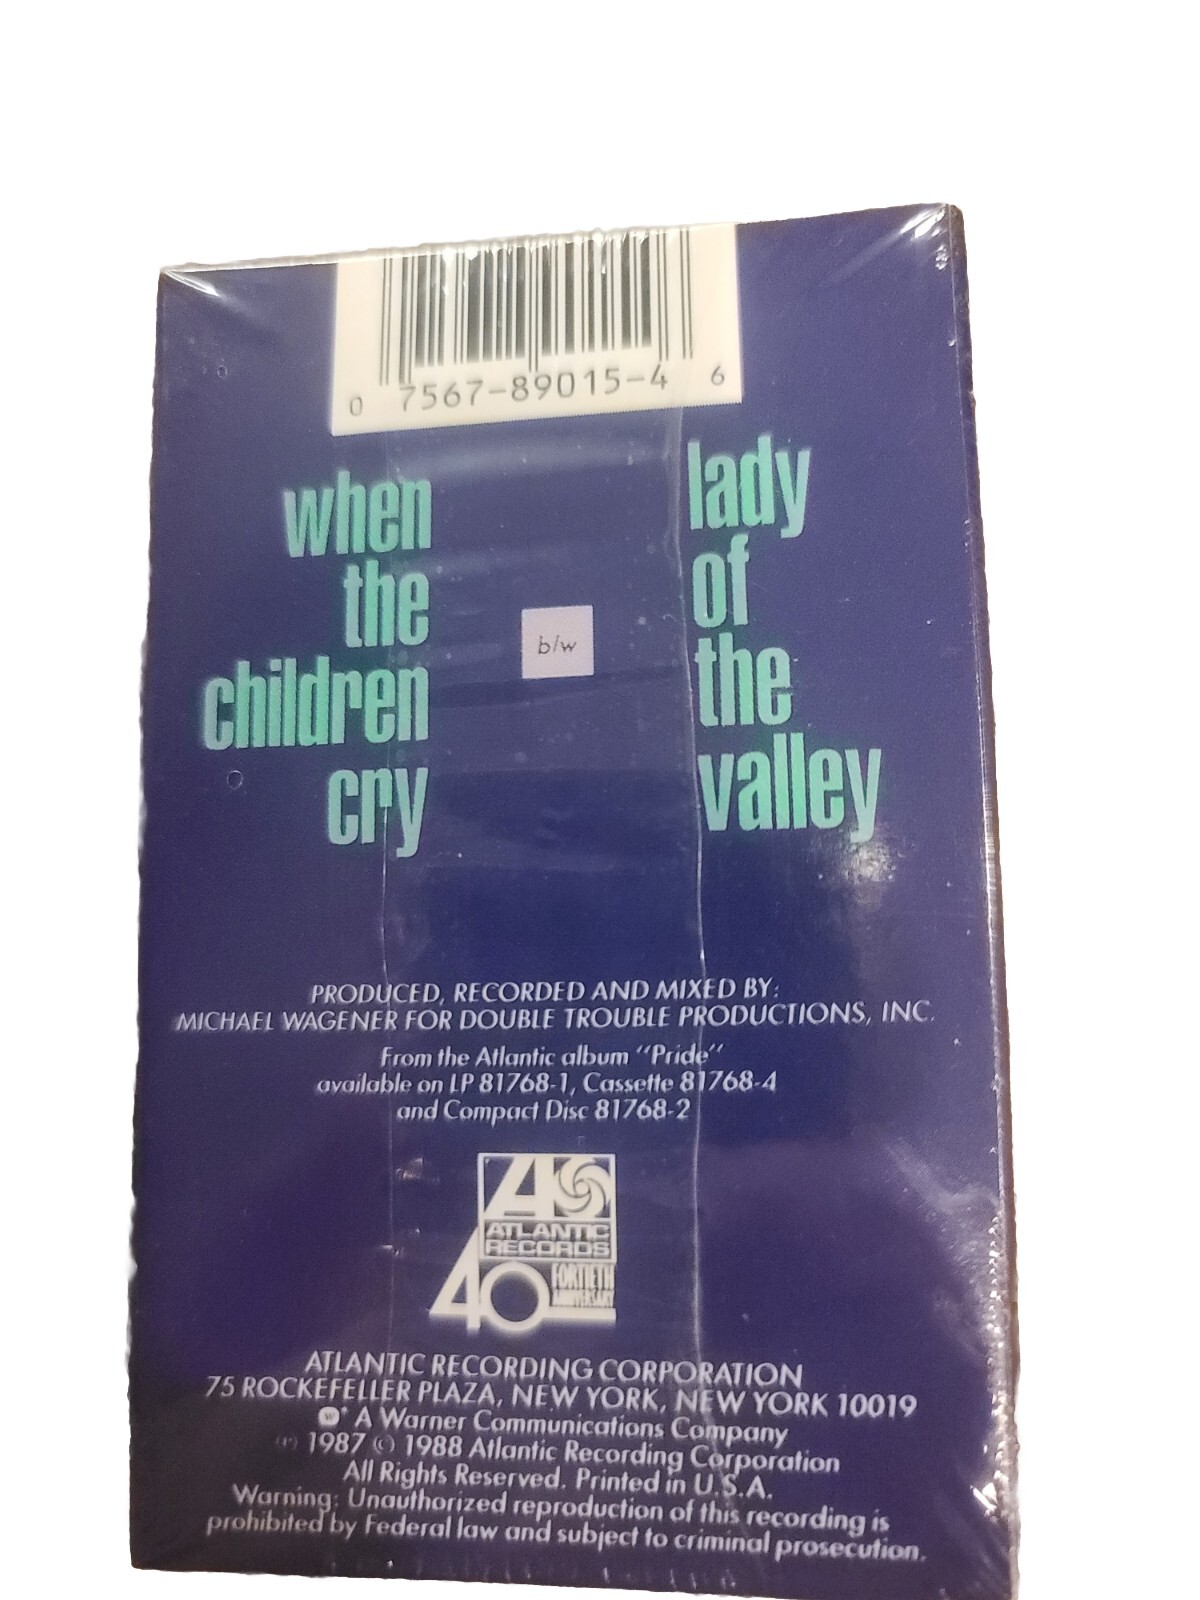 0 7567-89015-4 6
when
the
children
cry
b/w
lady
of
the
valley
PRODUCED, RECORDED AND MIXED BY:
MICHAEL WAGENER FOR DOUBLE TROUBLE PRODUCTIONS, INC.
From the Atlantic album "Pride"
available on LP 81768-1, Cassette 81768-4
and Compact Disc 81768-2
A
ATLANTIC
RECORDS
40 FORTIETH
ANNIVERSARY
ATLANTIC RECORDING CORPORATION
75 ROCKEFELLER PLAZA, NEW YORK, NEW YORK 10019
A Warner Communications Company
℗ 1987 © 1988 Atlantic Recording Corporation
All Rights Reserved. Printed in U.S.A.
Warning: Unauthorized reproduction of this recording is
prohibited by Federal law and subject to criminal prosecution.